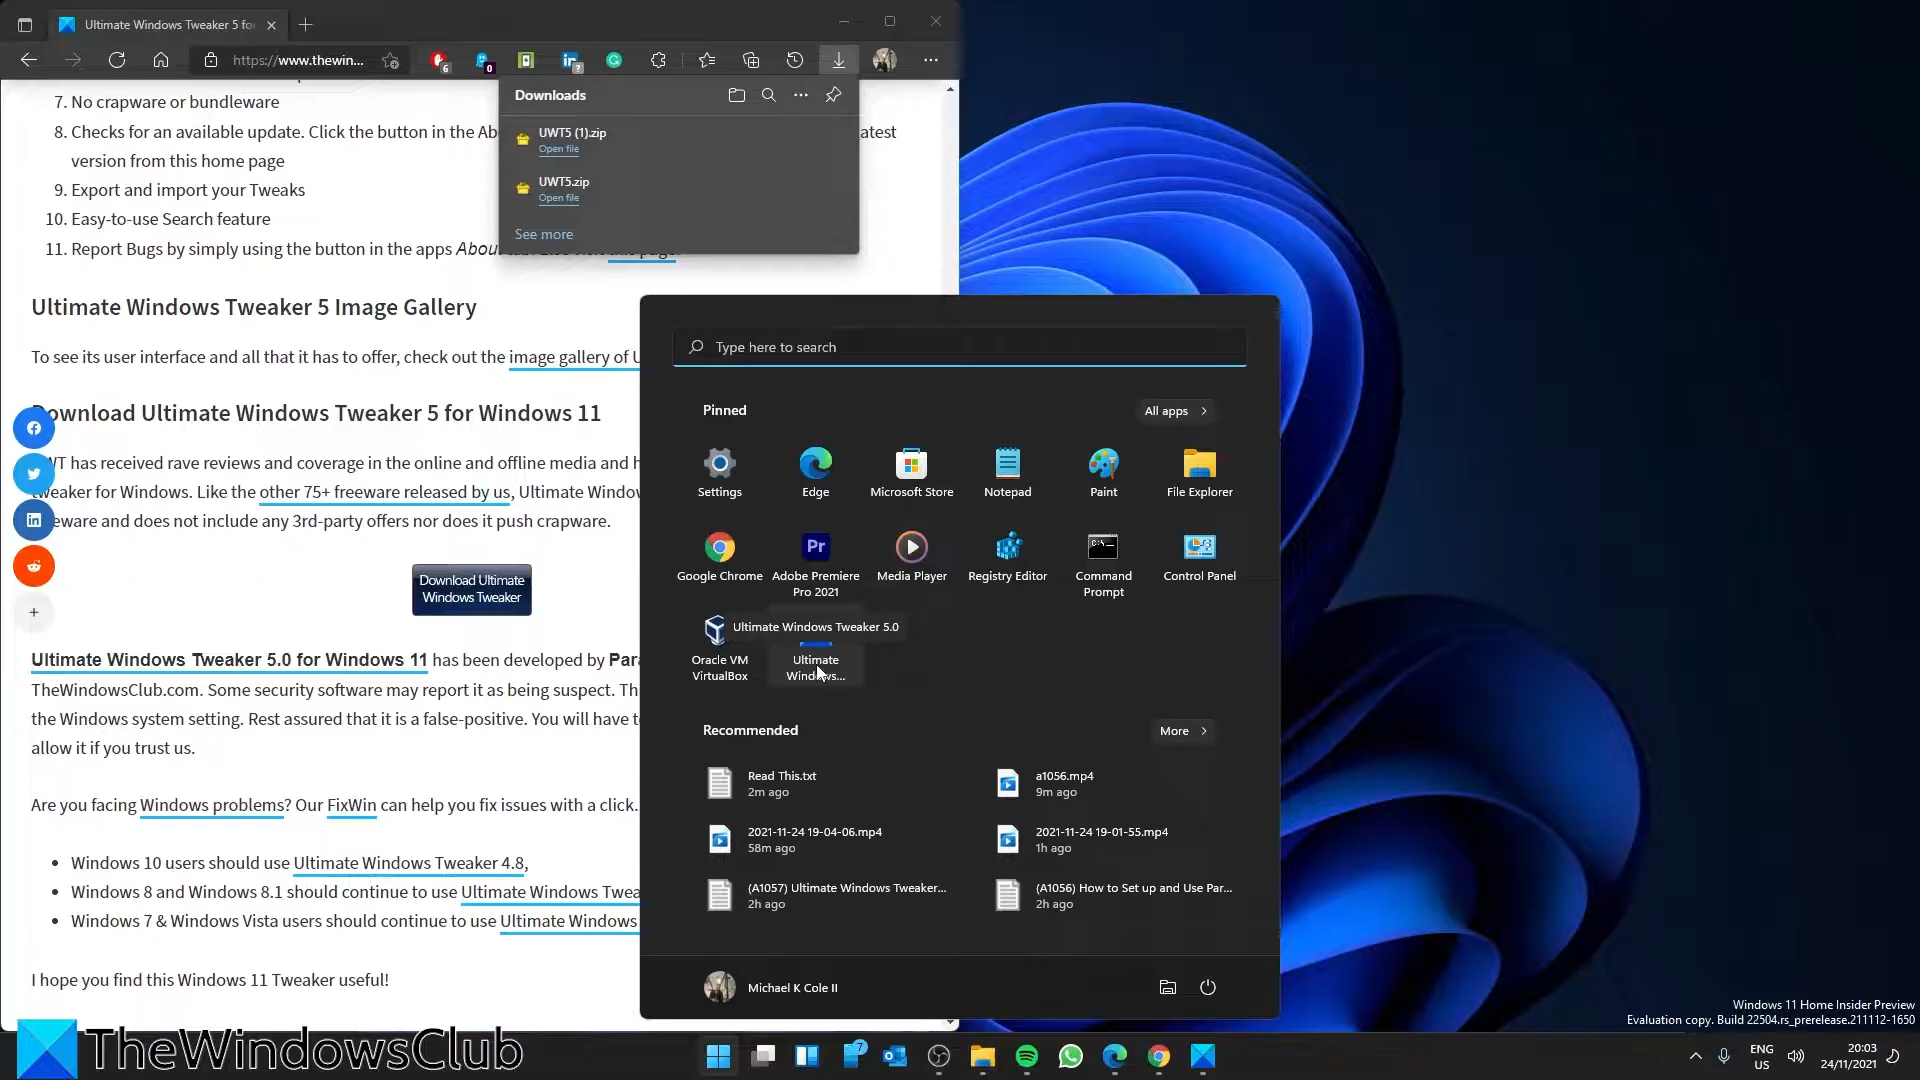 Ultimate Windows Tweaker 5 fo
https://www.thewin...
6
0
?
7. No crapware or bundleware
8. Checks for an available update. Click the button in the Ab
atest
version from this home page
9. Export and import your Tweaks
10. Easy-to-use Search feature
11. Report Bugs by simply using the button in the apps Abou
Downloads
UWT5 (1).zip
Open file
UWT5.zip
Open file
See more
Ultimate Windows Tweaker 5 Image Gallery
To see its user interface and all that it has to offer, check out the image gallery of U
Download Ultimate Windows Tweaker 5 for Windows 11
WT has received rave reviews and coverage in the online and offline media and h
tweaker for Windows. Like the other 75+ freeware released by us, Ultimate Windo
eware and does not include any 3rd-party offers nor does it push crapware.
Download Ultimate
Windows Tweaker
Ultimate Windows Tweaker 5.0 for Windows 11 has been developed by Para
TheWindowsClub.com. Some security software may report it as being suspect. Th
the Windows system setting. Rest assured that it is a false-positive. You will have t
allow it if you trust us.
Are you facing Windows problems? Our FixWin can help you fix issues with a click.
• Windows 10 users should use Ultimate Windows Tweaker 4.8,
• Windows 8 and Windows 8.1 should continue to use Ultimate Windows Twea
• Windows 7 & Windows Vista users should continue to use Ultimate Windows
I hope you find this Windows 11 Tweaker useful!
Type here to search
Pinned
All apps >
Settings
Edge
Microsoft Store
Notepad
Paint
File Explorer
Pr
Google Chrome
Adobe Premiere
Pro 2021
Media Player
Registry Editor
Command
Prompt
Control Panel
Ultimate Windows Tweaker 5.0
Oracle VM
VirtualBox
Ultimate
Windows...
Recommended
More >
Read This.txt
2m ago
a1056.mp4
9m ago
2021-11-24 19-04-06.mp4
58m ago
2021-11-24 19-01-55.mp4
1h ago
(A1057) Ultimate Windows Tweaker...
2h ago
(A1056) How to Set up and Use Par...
2h ago
Michael K Cole II
Windows 11 Home Insider Preview
Evaluation copy. Build 22504.rs_prerelease.211112-1650
TheWindowsClub
7
ENG
US
20:03
24/11/2021